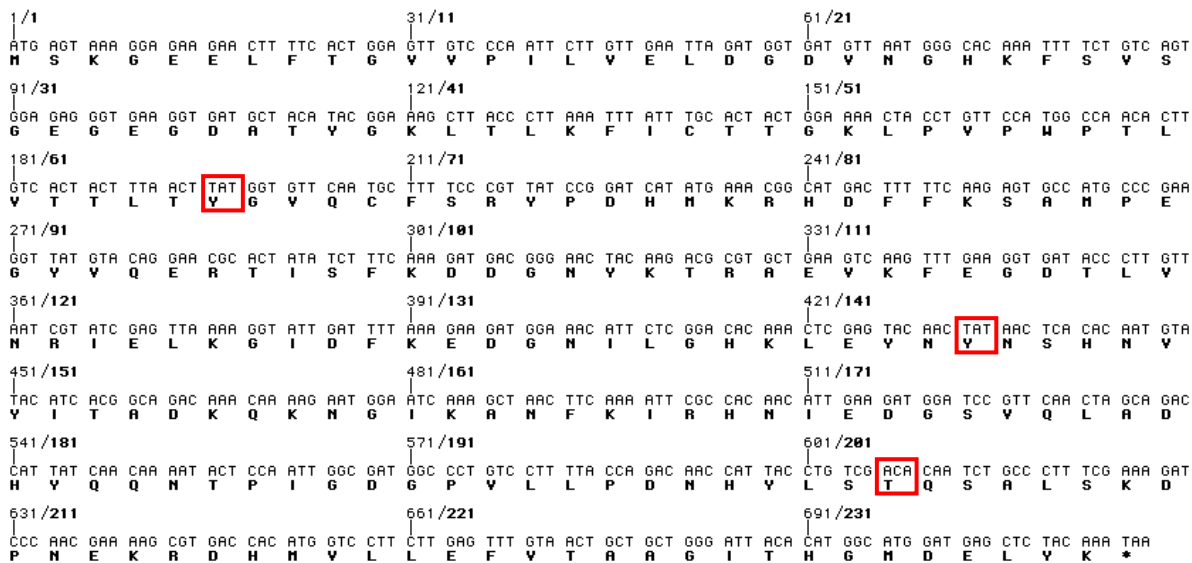 1/1 31/11 61/21
ATG AGT AAA GGA GAA GAA CTT TTC ACT GGA GTT GTC CCA ATT CTT GTT GAA TTA GAT GGT GAT GTT AAT GGG CAC AAA TTT TCT GTC AGT
M S K G E E L F T G V V P I L V E L D G D V N G H K F S V S
91/31 121/41 151/51
GGA GAG GGT GAA GGT GAT GCT ACA TAC GGA AAG CTT ACC CTT AAA TTT ATT TGC ACT ACT GGA AAA CTA CCT GTT CCA TGG CCA ACA CTT
G E G E G D A T Y G K L T L K F I C T T G K L P V P W P T L
181/61 211/71 241/81
GTC ACT ACT TTA ACT TAT GGT GTT CAA TGC TTT TCC CGT TAT CCG GAT CAT ATG AAA CGG CAT GAC TTT TTC AAG AGT GCC ATG CCC GAA
V T T L T Y G V Q C F S R Y P D H M K R H D F F K S A M P E
271/91 301/101 331/111
GGT TAT GTA CAG GAA CGC ACT ATA TCT TTC AAA GAT GAC GGG AAC TAC AAG ACG CGT GCT GAA GTC AAG TTT GAA GGT GAT ACC CTT GTT
G Y V Q E R T I S F K D D G N Y K T R A E V K F E G D T L V
361/121 391/131 421/141
AAT CGT ATC GAG TTA AAA GGT ATT GAT TTT AAA GAA GAT GGA AAC ATT CTC GGA CAC AAA CTC GAG TAC AAC TAT AAC TCA CAC AAT GTA
N R I E L K G I D F K E D G N I L G H K L E Y N Y N S H N V
451/151 481/161 511/171
TAC ATC ACG GCA GAC AAA CAA AAG AAT GGA ATC AAA GCT AAC TTC AAA ATT CGC CAC AAC ATT GAA GAT GGA TCC GTT CAA CTA GCA GAC
Y I T A D K Q K N G I K A N F K I R H N I E D G S V Q L A D
541/181 571/191 601/201
CAT TAT CAA CAA AAT ACT CCA ATT GGC GAT GGC CCT GTC CTT TTA CCA GAC AAC CAT TAC CTG TCG ACA CAA TCT GCC CTT TCG AAA GAT
H Y Q Q N T P I G D G P V L L P D N H Y L S T Q S A L S K D
631/211 661/221 691/231
CCC AAC GAA AAG CGT GAC CAC ATG GTC CTT CTT GAG TTT GTA ACT GCT GCT GGG ATT ACA CAT GGC ATG GAT GAG CTC TAC AAA TAA
P N E K R D H M V L L E F V T A A G I T H G M D E L Y K *